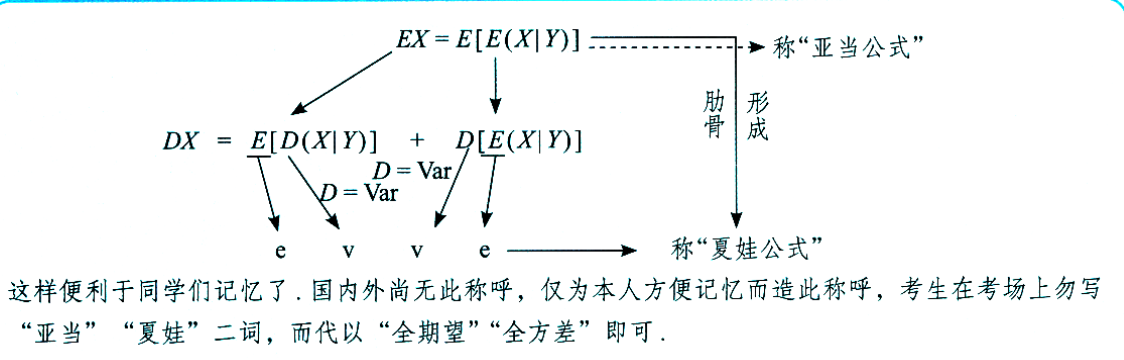 EX = E[E(X|Y)]
称“亚当公式”
肋骨
形成
DX = E[D(X|Y)] + D[E(X|Y)]
D = Var
D = Var
e v v e
称“夏娃公式”
这样便利于同学们记忆了.国内外尚无此称呼，仅为本人方便记忆而造此称呼，考生在考场上勿写
“亚当”“夏娃”二词，而代以“全期望”“全方差”即可.